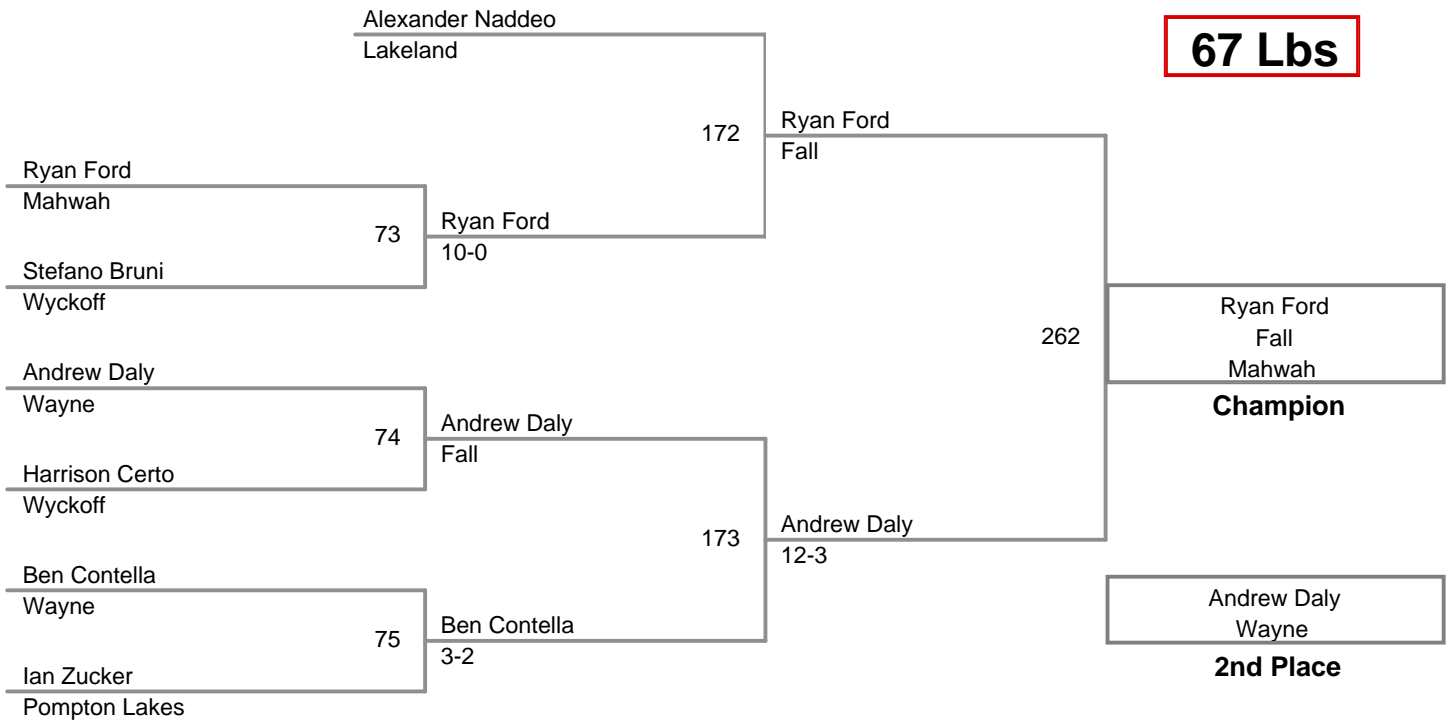 Alexander Naddeo
Lakeland
67 Lbs
172
Ryan Ford
Fall
Ryan Ford
Mahwah
73
Ryan Ford
10-0
Stefano Bruni
Wyckoff
262
Ryan Ford
Fall
Mahwah
Champion
Andrew Daly
Wayne
74
Andrew Daly
Fall
Harrison Certo
Wyckoff
173
Andrew Daly
12-3
Ben Contella
Wayne
75
Ben Contella
3-2
Ian Zucker
Pompton Lakes
Andrew Daly
Wayne
2nd Place